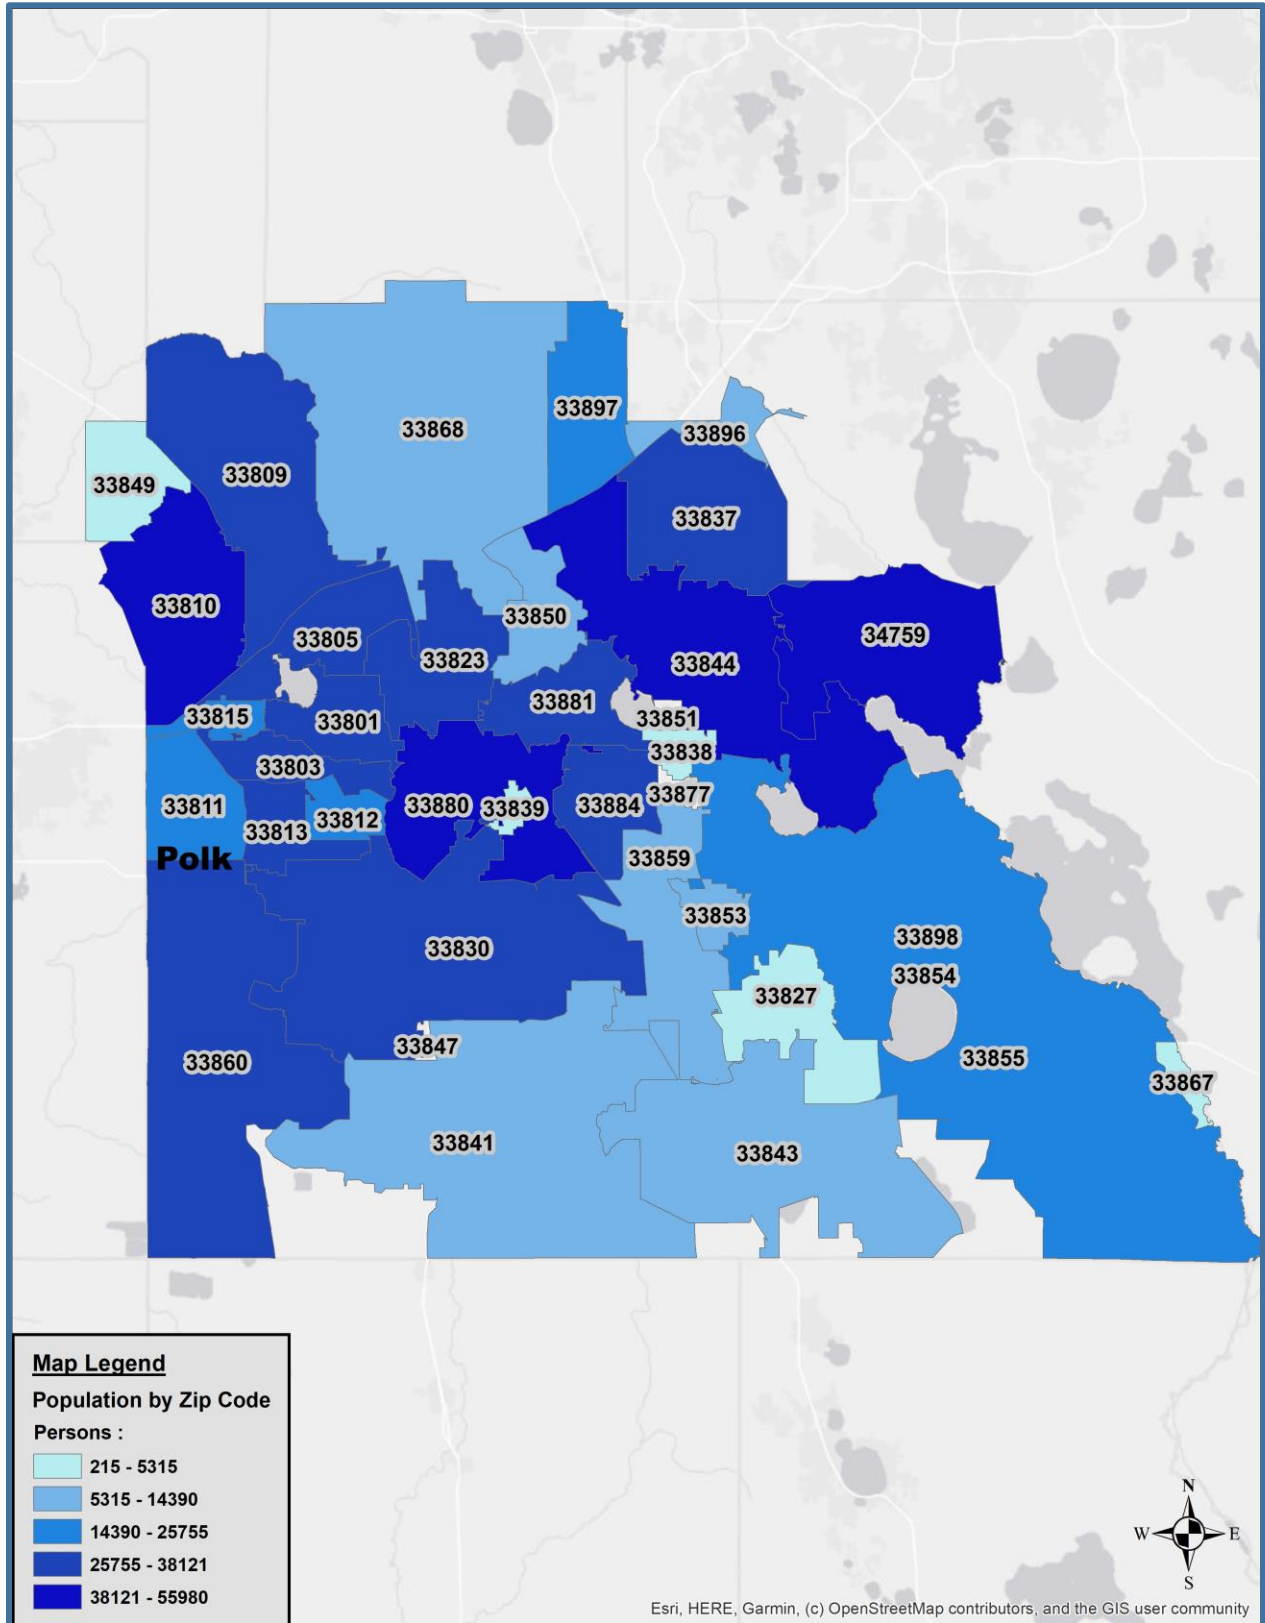 33868
33897
33896
33849
33809
33837
33810
33850
33805
34759
33823
33844
33881
33815
33801
33851
33838
33803
33877
33811
33812
33880
33839
33884
33813
Polk
33859
33853
33830
33898
33854
33827
33847
33860
33855
33867
33841
33843
Map Legend
Population by Zip Code
Persons :
215 - 5315
5315 - 14390
14390 - 25755
25755 - 38121
38121 - 55980
N
W
E
S
Esri, HERE, Garmin, (c) OpenStreetMap contributors, and the GIS user community